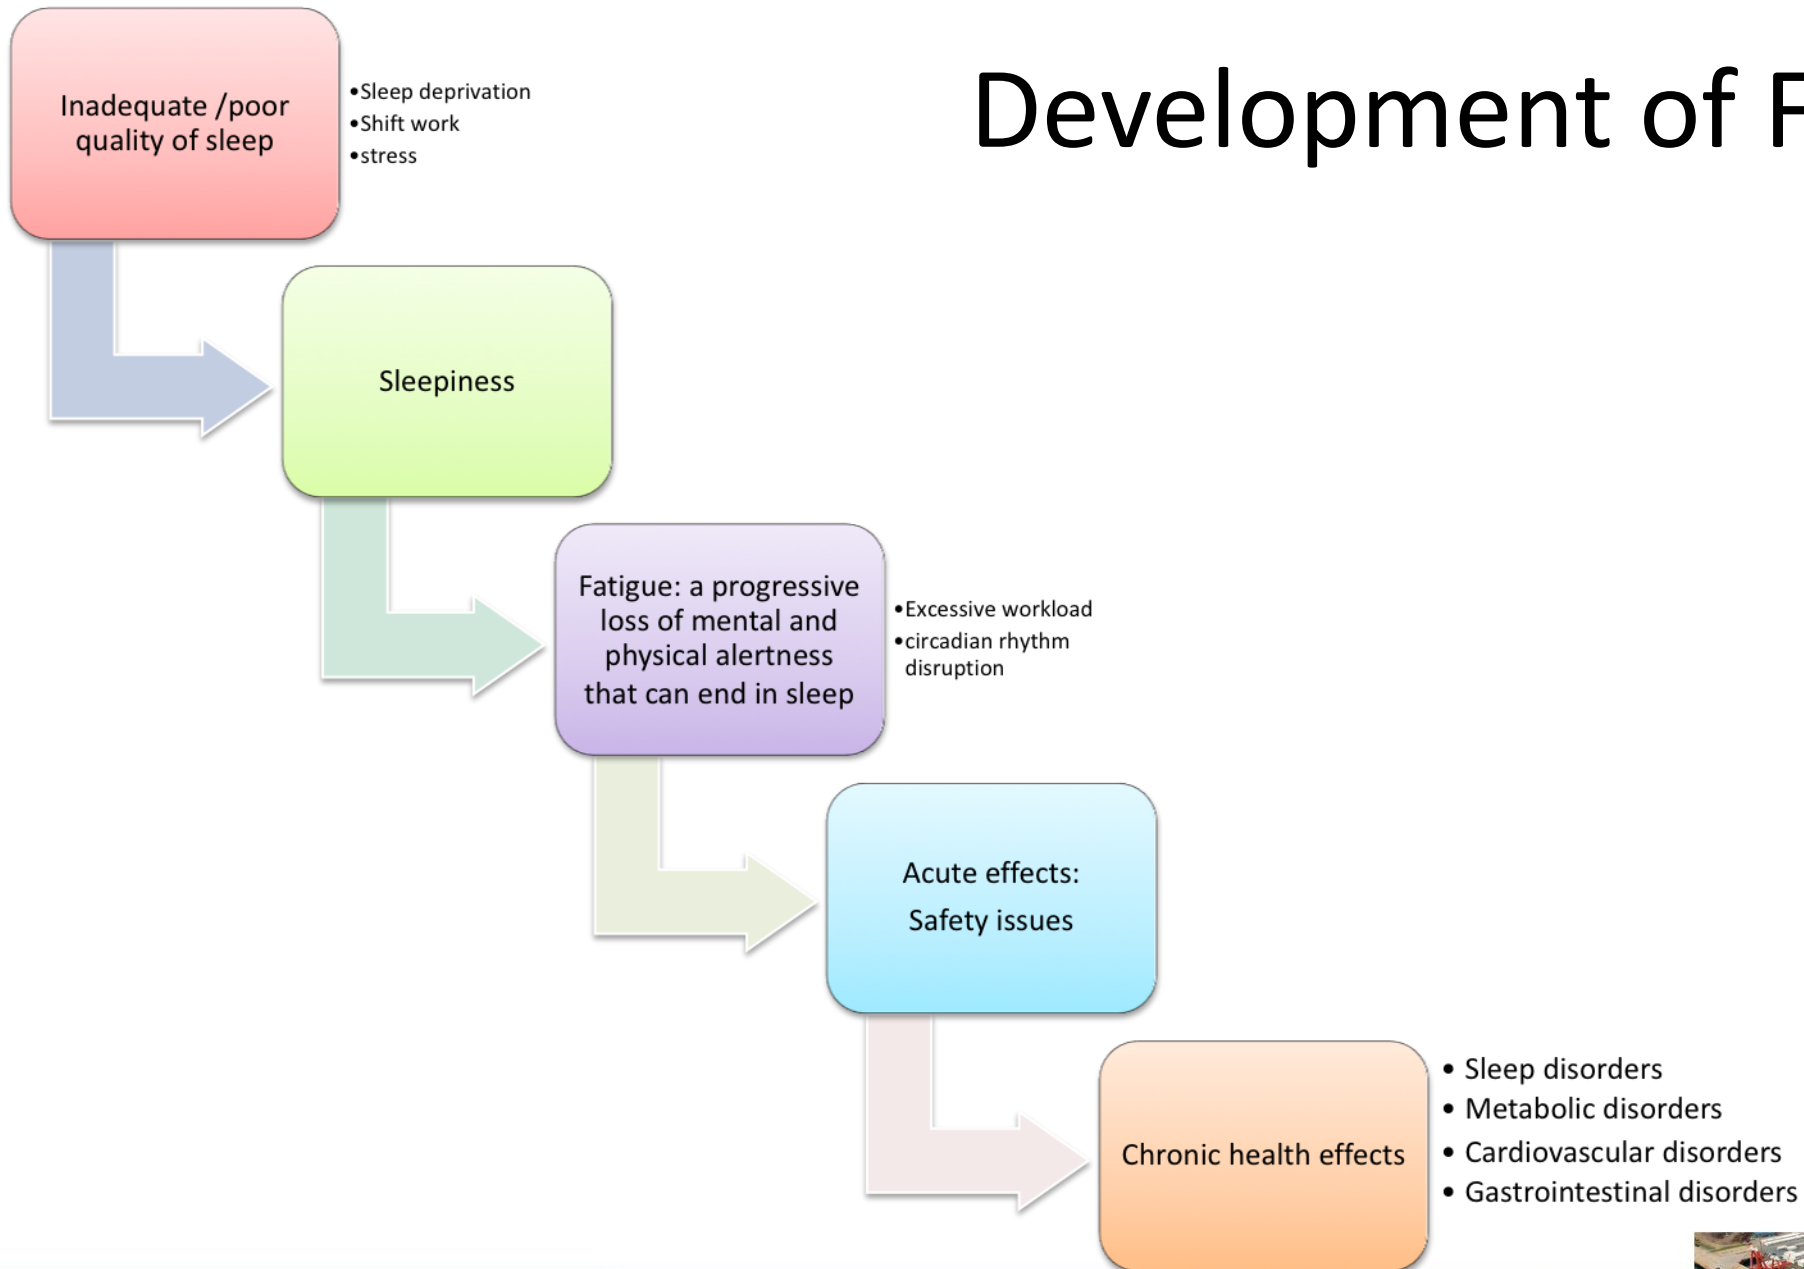 Development of F
Inadequate /poor
quality of sleep
•Sleep deprivation
•Shift work
•stress
Sleepiness
Fatigue: a progressive
loss of mental and
physical alertness
that can end in sleep
•Excessive workload
•circadian rhythm
disruption
Acute effects:
Safety issues
Chronic health effects
• Sleep disorders
• Metabolic disorders
• Cardiovascular disorders
• Gastrointestinal disorders